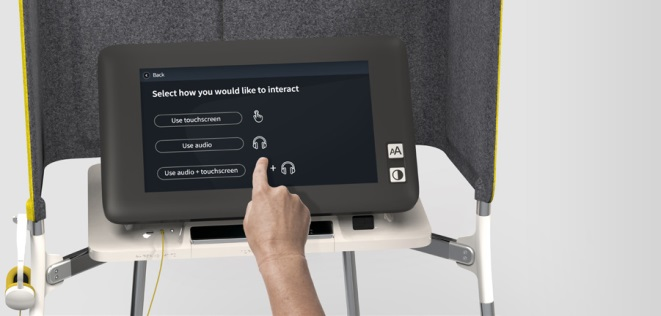 Back
Select how you would like to interact
Use touchscreen
Use audio
Use audio + touchscreen
+
AA